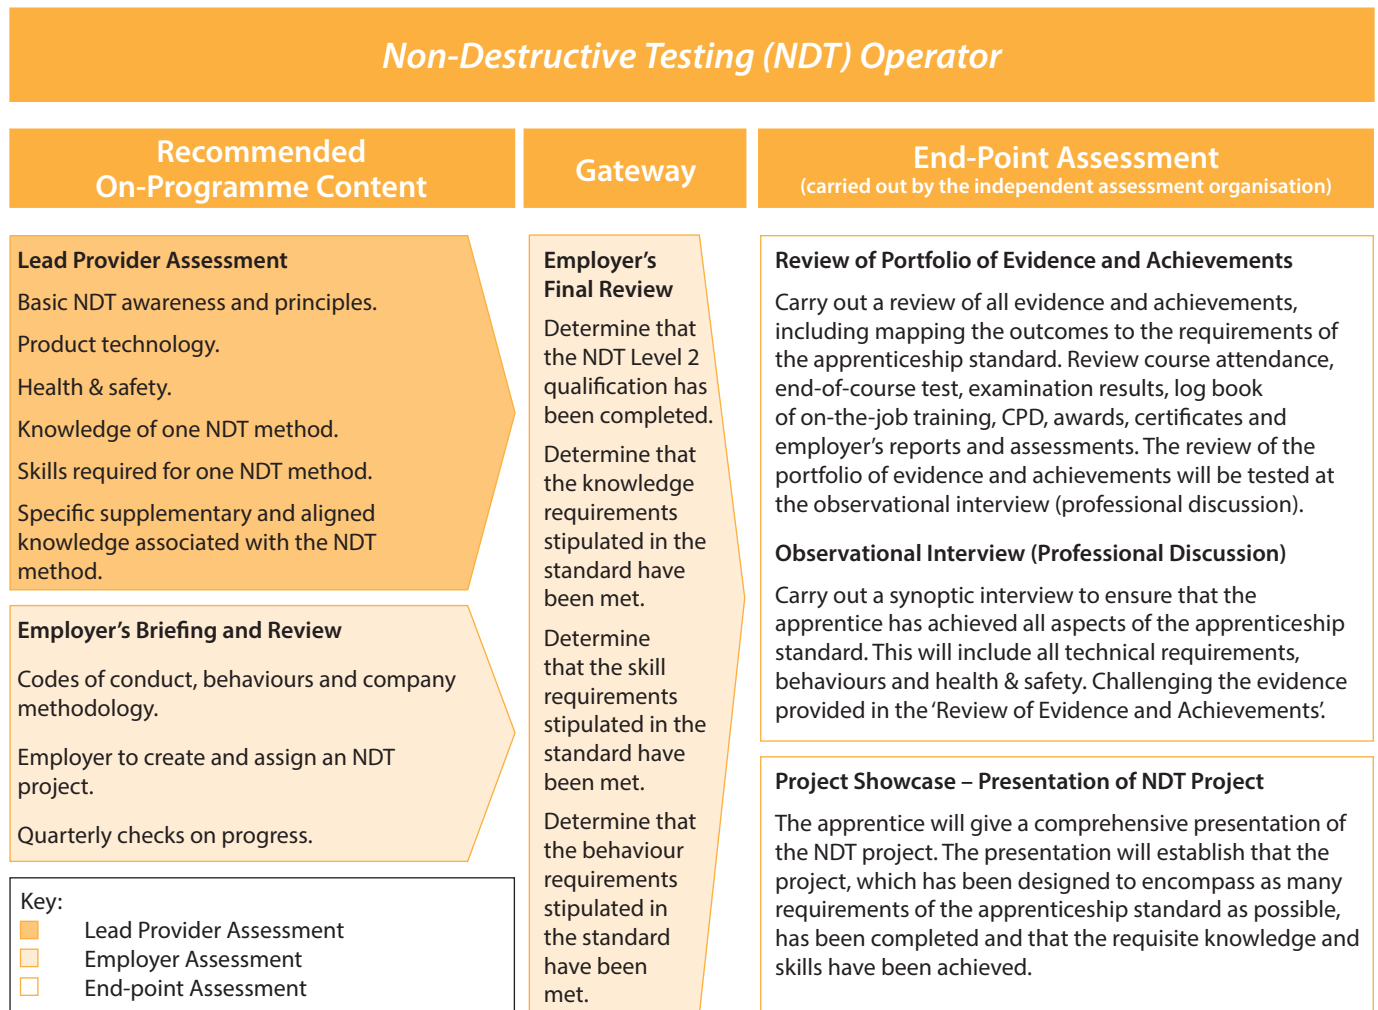 Non-Destructive Testing (NDT) Operator
Recommended
On-Programme Content
Gateway
End-Point Assessment
(carried out by the independent assessment organisation)
Lead Provider Assessment
Basic NDT awareness and principles.
Product technology.
Health & safety.
Knowledge of one NDT method.
Skills required for one NDT method.
Specific supplementary and aligned
knowledge associated with the NDT
method.
Employer’s Briefing and Review
Codes of conduct, behaviours and company
methodology.
Employer to create and assign an NDT
project.
Quarterly checks on progress.
Key:
Lead Provider Assessment
Employer Assessment
End-point Assessment
Employer’s
Final Review
Determine that
the NDT Level 2
qualification has
been completed.
Determine that
the knowledge
requirements
stipulated in the
standard have
been met.
Determine
that the skill
requirements
stipulated in the
standard have
been met.
Determine that
the behaviour
requirements
stipulated in
the standard
have been
met.
Review of Portfolio of Evidence and Achievements
Carry out a review of all evidence and achievements,
including mapping the outcomes to the requirements of
the apprenticeship standard. Review course attendance,
end-of-course test, examination results, log book
of on-the-job training, CPD, awards, certificates and
employer’s reports and assessments. The review of the
portfolio of evidence and achievements will be tested at
the observational interview (professional discussion).
Observational Interview (Professional Discussion)
Carry out a synoptic interview to ensure that the
apprentice has achieved all aspects of the apprenticeship
standard. This will include all technical requirements,
behaviours and health & safety. Challenging the evidence
provided in the ‘Review of Evidence and Achievements’.
Project Showcase – Presentation of NDT Project
The apprentice will give a comprehensive presentation of
the NDT project. The presentation will establish that the
project, which has been designed to encompass as many
requirements of the apprenticeship standard as possible,
has been completed and that the requisite knowledge and
skills have been achieved.